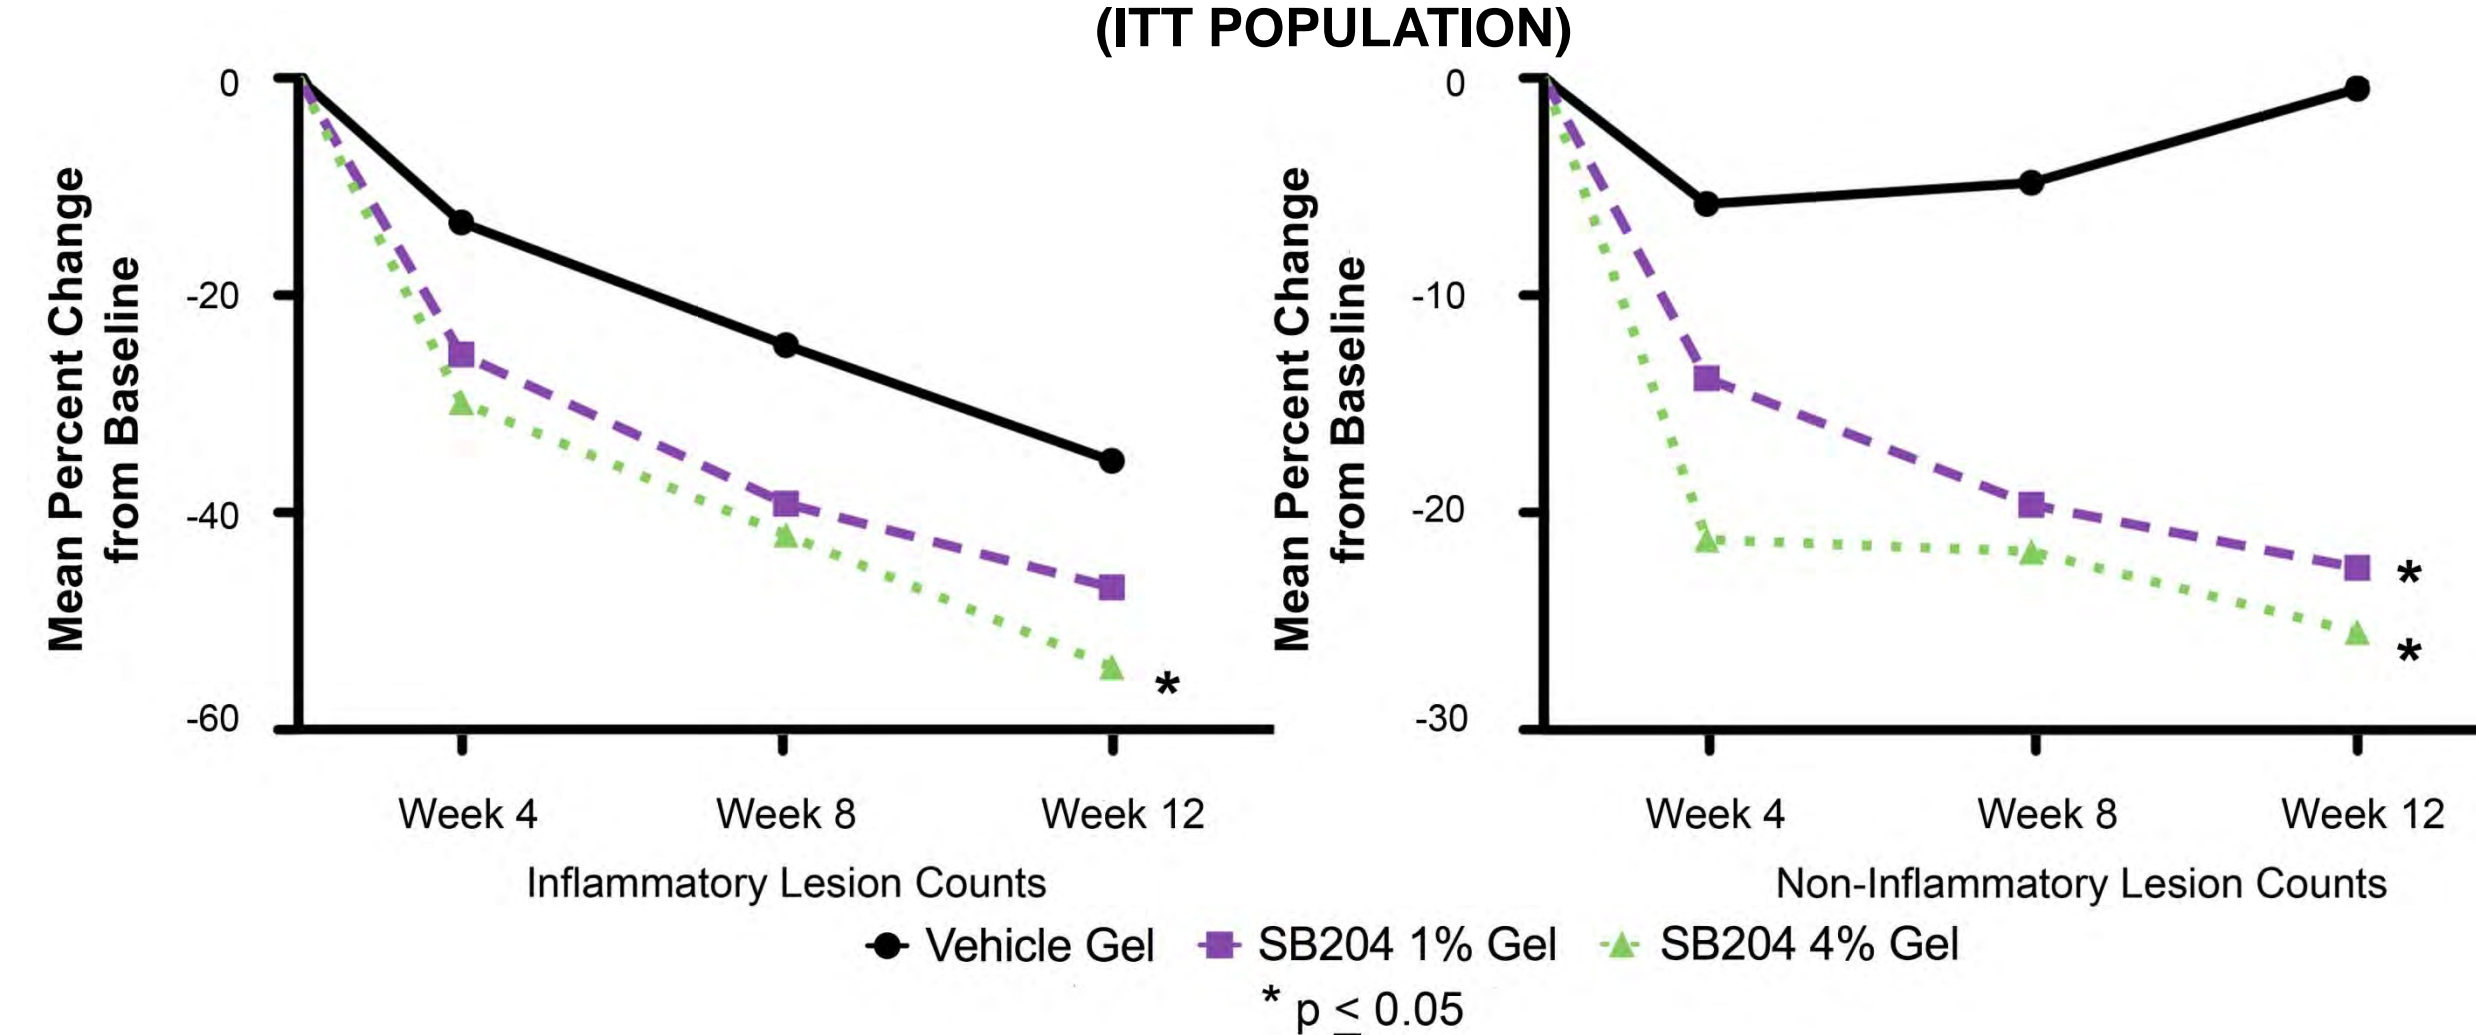 (ITT POPULATION)
Mean Percent Change
from Baseline
0
-20
-40
-60
Week 4 Week 8 Week 12
Inflammatory Lesion Counts
Mean Percent Change
from Baseline
0
-10
-20
-30
*
*
*
Week 4 Week 8 Week 12
Non-Inflammatory Lesion Counts
Vehicle Gel SB204 1% Gel SB204 4% Gel
* p ≤ 0.05